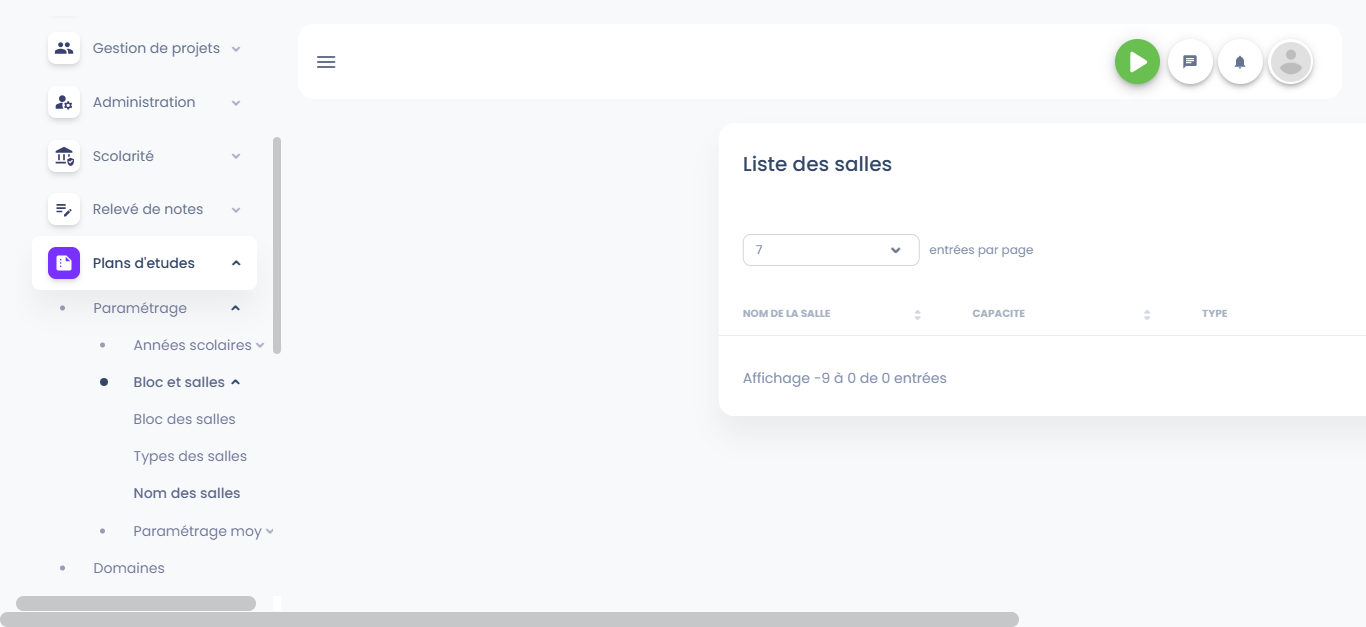 Gestion de projets
Administration
Scolarité
Relevé de notes
Plans d'etudes
Paramétrage
Années scolaires
Bloc et salles
Bloc des salles
Types des salles
Nom des salles
Paramétrage moy
Domaines
Liste des salles
7 entrées par page
NOM DE LA SALLE CAPACITE TYPE
Affichage -9 à 0 de 0 entrées